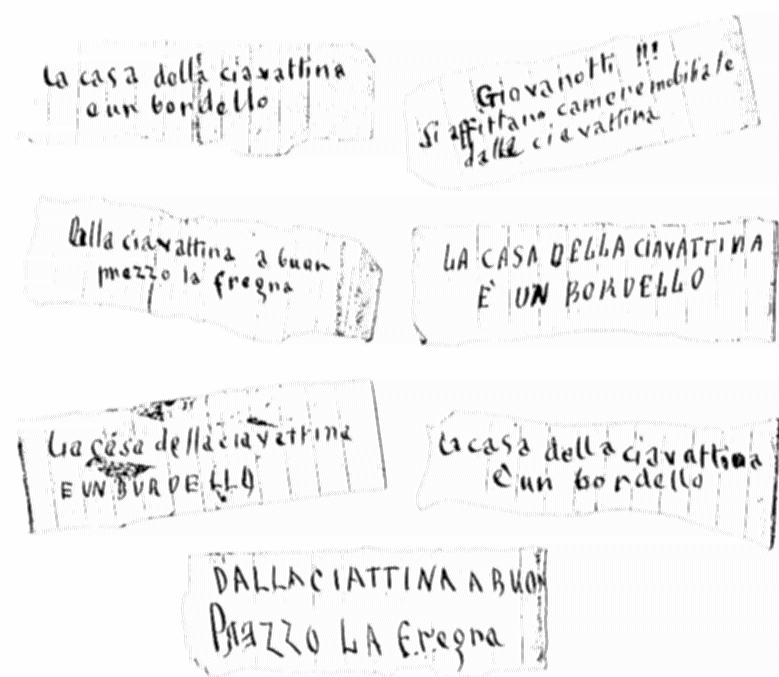 La casa della ciavattina
e un bordello
Giovanotti !!!
Si affittano camere mobiliate
dalla ciavattina
Dalla ciavattina a buon
prezzo la fregna
LA CASA DELLA CIAVATTINA
È UN BORDELLO
La casa della ciavattina
E UN BURDELLO
La casa della ciavattina
È un bordello
DALLA CIATTINA A BUON
PREZZO LA fregna